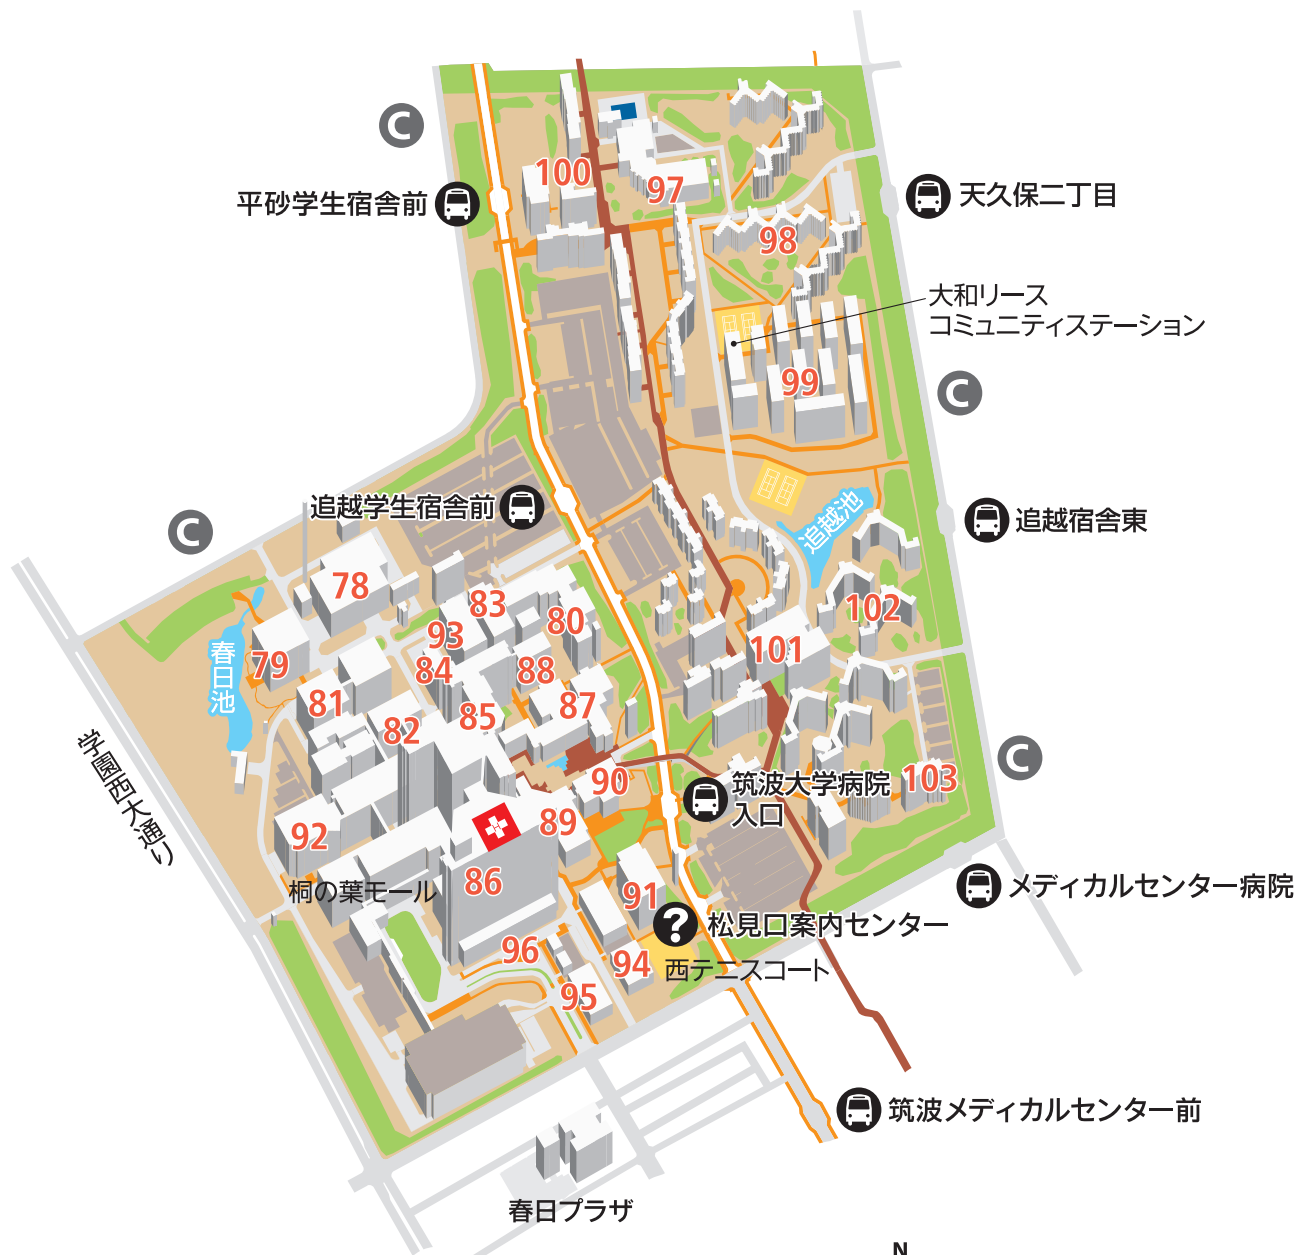 C
100
97
平砂学生宿舎前
天久保二丁目
98
大和リース
コミュニティステーション
99
C
追越学生宿舎前
追越池
追越宿舎東
C
78
83
80
93
102
79
84
88
101
春日池
81
82
85
87
学園西大通り
C
90
103
筑波大学病院
入口
89
92
86
桐の葉モール
91
メディカルセンター病院
?
松見口案内センター
96
94
西テニスコート
95
筑波メディカルセンター前
春日プラザ
N